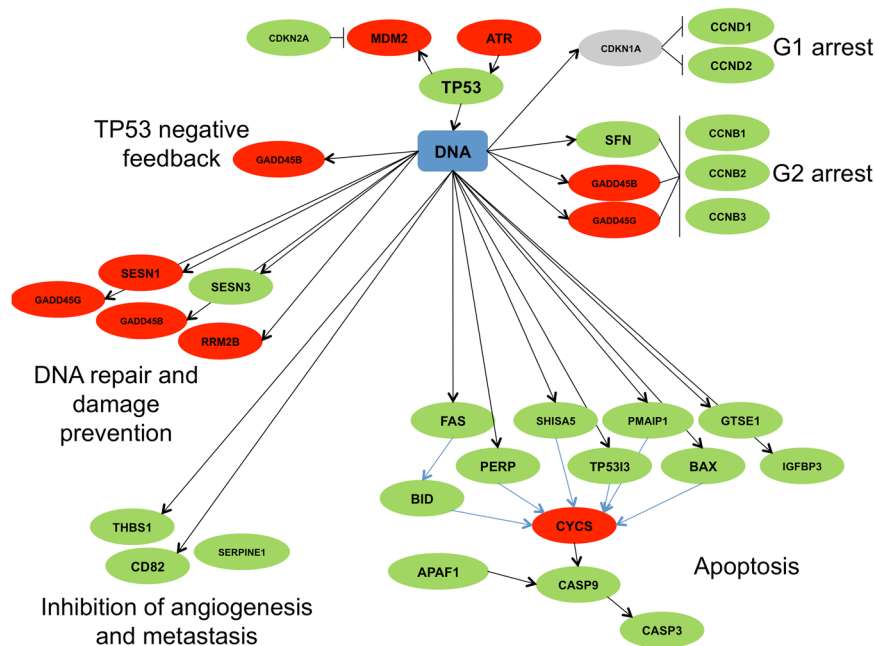 CDKN2A
MDM2
ATR
CDKN1A
CCND1
G1 arrest
CCND2
TP53
TP53 negative
feedback
GADD45B
DNA
SFN
GADD45B
GADD45G
CCNB1
CCNB2
G2 arrest
CCNB3
SESN1
SESN3
GADD45G
GADD45B
RRM2B
DNA repair and
damage
prevention
FAS
SHISA5
PMAIP1
GTSE1
PERP
TP53I3
BAX
IGFBP3
BID
CYCS
THBS1
CD82
SERPINE1
APAF1
CASP9
Apoptosis
CASP3
Inhibition of angiogenesis
and metastasis